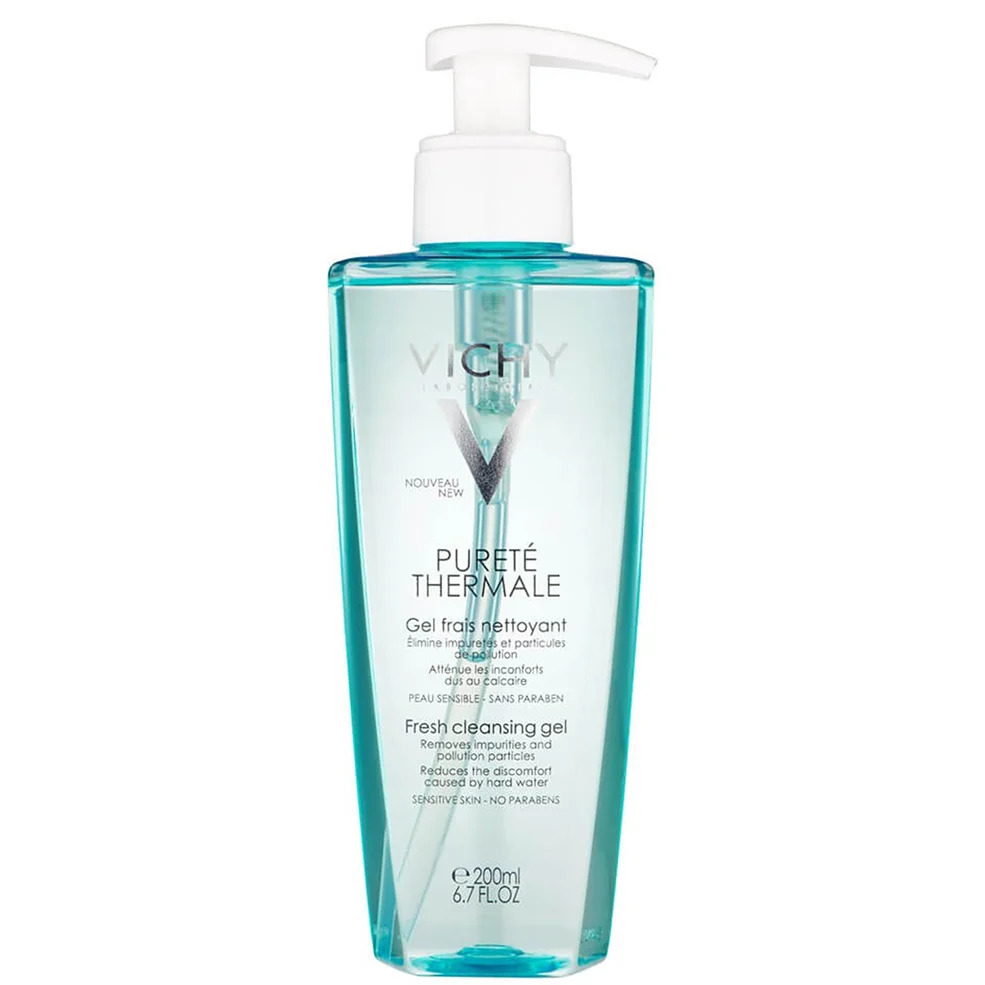 VICHY
LABORATOIRES
V
NOUVEAU
NEW
PURETÉ
THERMALE
Gel frais nettoyant
Élimine impuretés et particules
de pollution
Atténue les inconforts
dus au calcaire
PEAU SENSIBLE - SANS PARABEN
Fresh cleansing gel
Removes impurities and
pollution particles
Reduces the discomfort
caused by hard water
SENSITIVE SKIN - NO PARABENS
℮ 200ml
6.7 FL.OZ